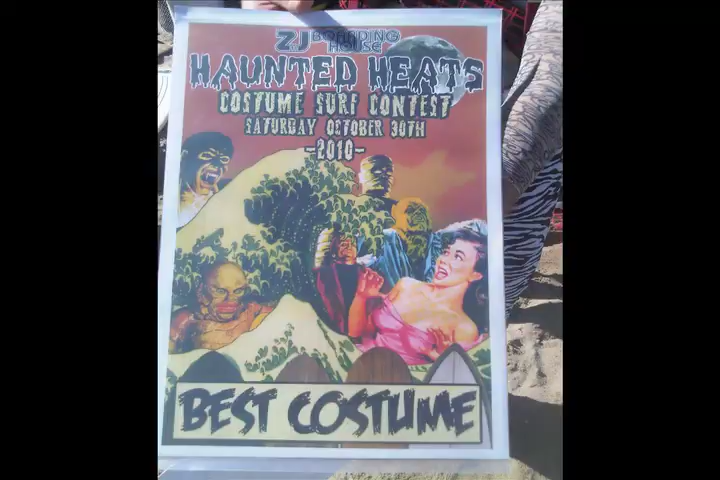 ZJ BOARDING HOUSE
HAUNTED HEATS
COSTUME SURF CONTEST
SATURDAY OCTOBER 30TH
-2010-
BEST COSTUME